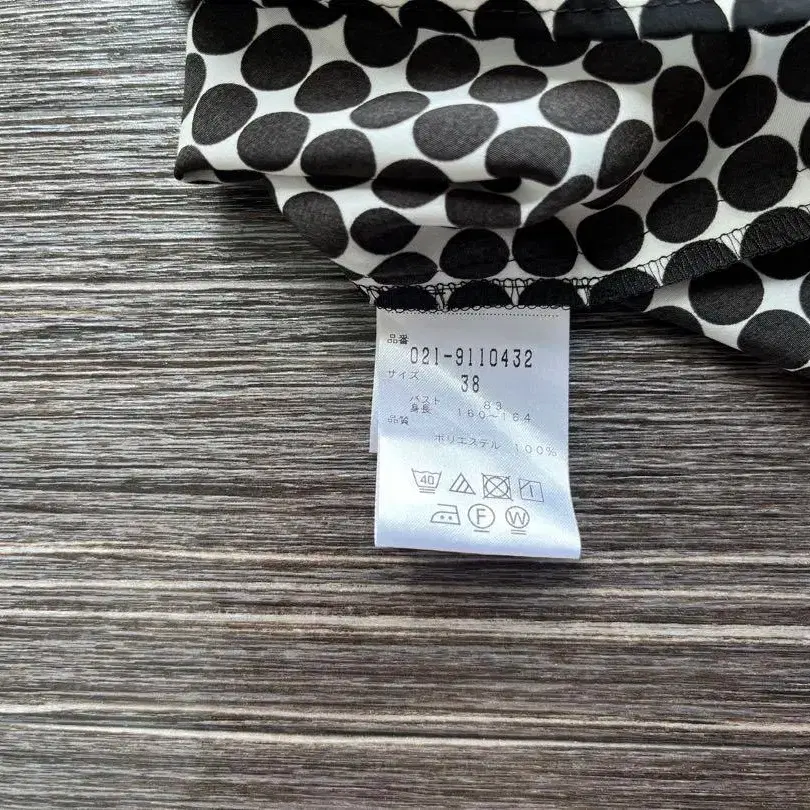 品番
021-9110432
サイズ 38
バスト 83
身長 160~164
品質
ポリエステル 100%
40
F W